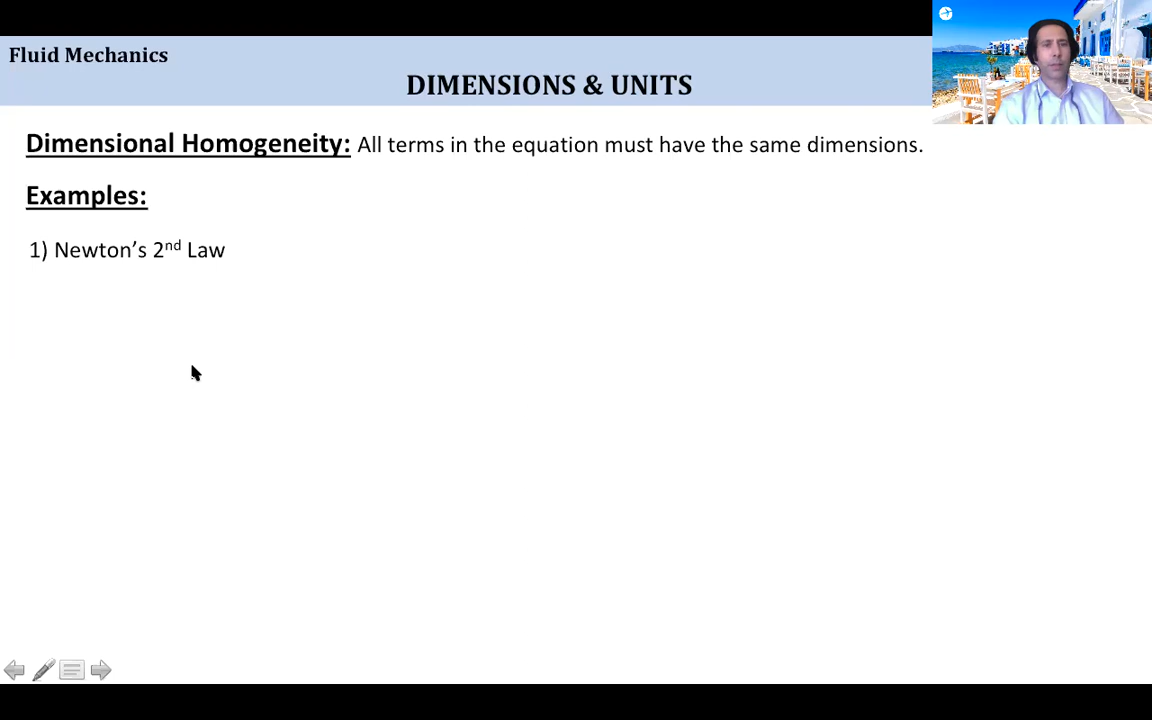 Fluid Mechanics
DIMENSIONS & UNITS
Dimensional Homogeneity: All terms in the equation must have the same dimensions.
Examples:
1) Newton’s 2nd Law